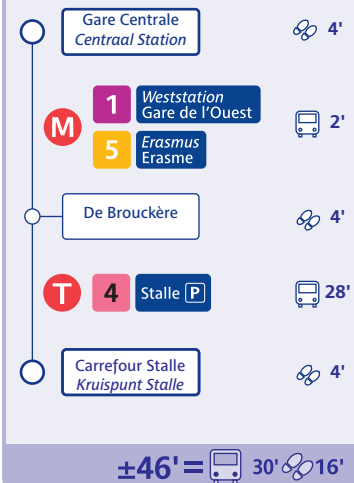 Gare Centrale
Centraal Station
4'
M
1
Weststation
Gare de l'Ouest
5
Erasmus
Erasme
2'
De Brouckère
4'
T
4
Stalle P
28'
Carrefour Stalle
Kruispunt Stalle
4'
±46'= 30' 16'